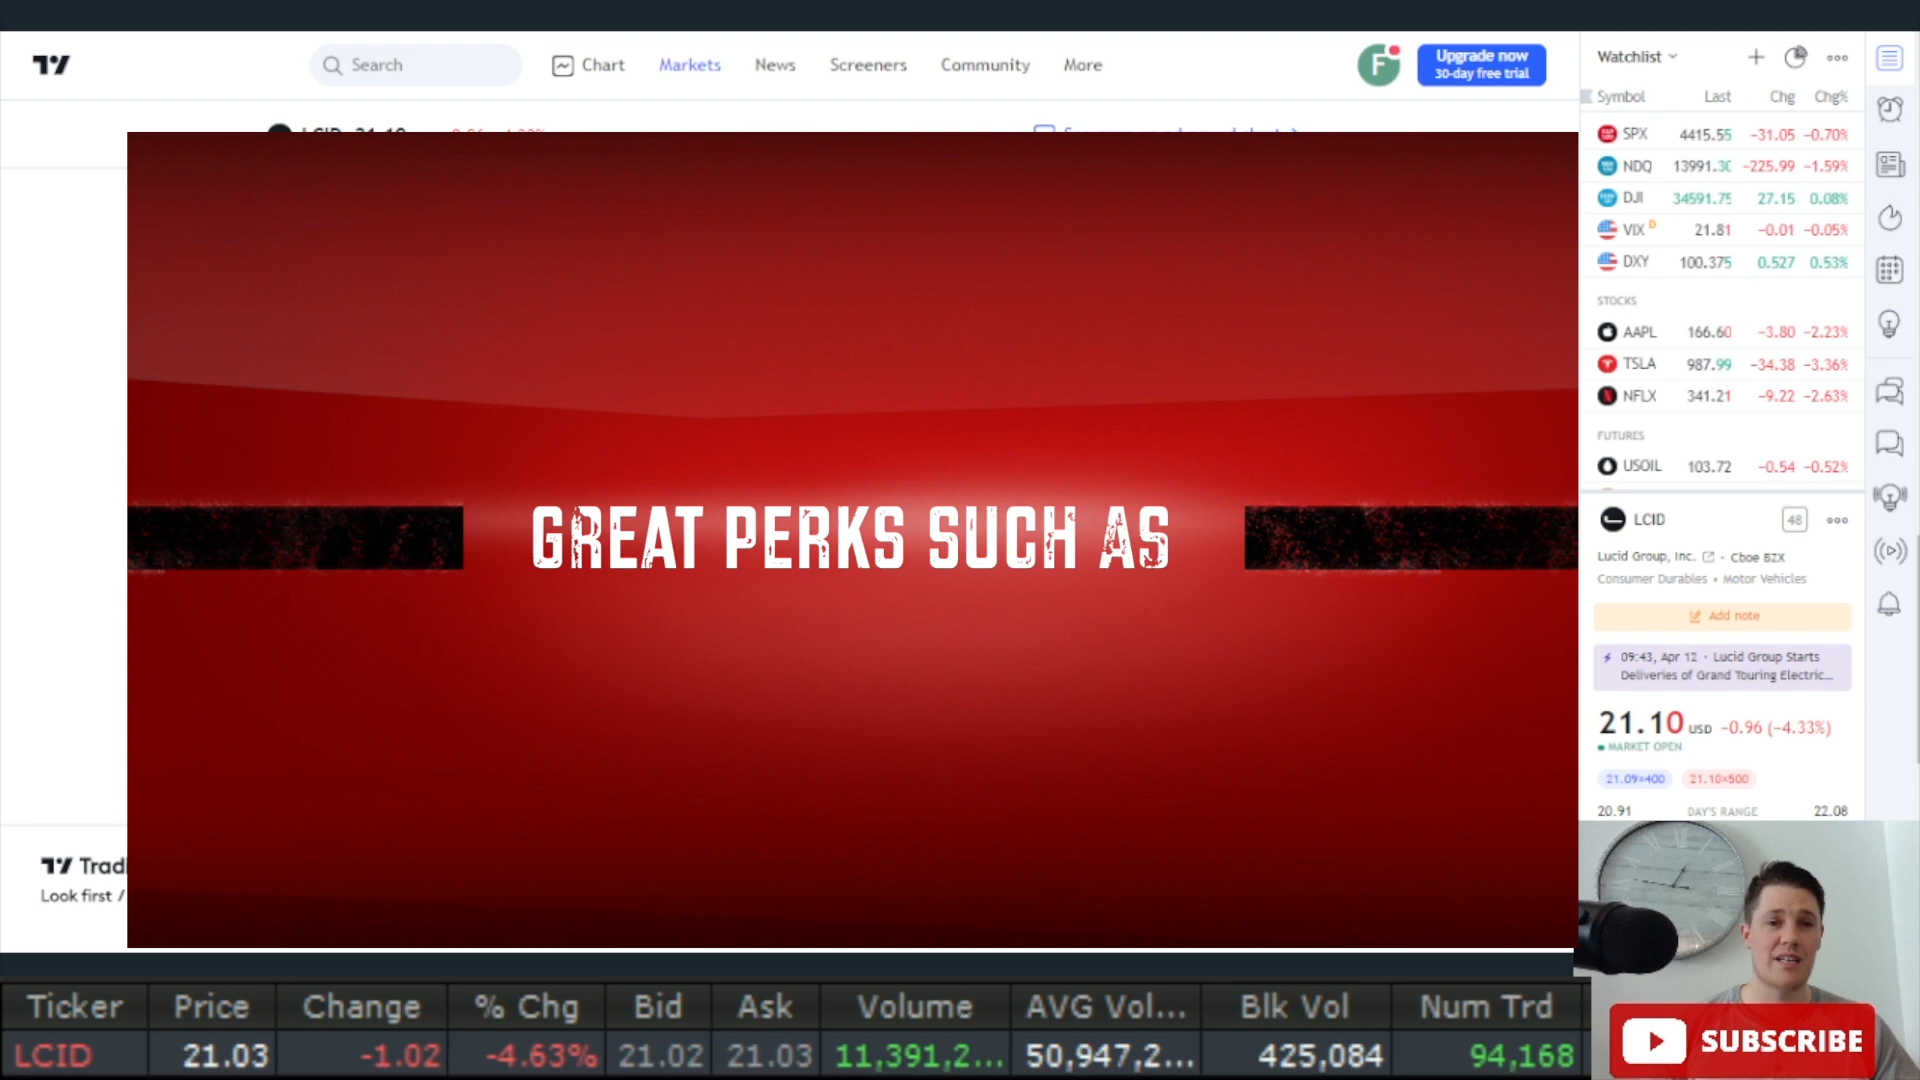 Search
Chart
Markets
News
Screeners
Community
More
F
Upgrade now
30-day free trial
Watchlist
Symbol Last Chg Chg%
SPX 4415.55 −31.05 −0.70%
NDQ 13991.30 −225.99 −1.59%
DJI 34591.75 27.15 0.08%
VIX D 21.81 −0.01 −0.05%
DXY 100.375 0.527 0.53%
STOCKS
AAPL 166.60 −3.80 −2.23%
TSLA 987.99 −34.38 −3.36%
NFLX 341.21 −9.22 −2.63%
FUTURES
USOIL 103.72 −0.54 −0.52%
LCID 48
Lucid Group, Inc. • Cboe BZX
Consumer Durables • Motor Vehicles
Add note
09:43, Apr 12 • Lucid Group Starts
Deliveries of Grand Touring Electric...
21.10 USD −0.96 (−4.33%)
MARKET OPEN
21.09×400 21.10×500
20.91 DAY'S RANGE 22.08
GREAT PERKS SUCH AS
Look first /
Ticker Price Change % Chg Bid Ask Volume AVG Vol... Blk Vol Num Trd
LCID 21.03 -1.02 -4.63% 21.02 21.03 11,391,2... 50,947,2... 425,084 94,168
SUBSCRIBE